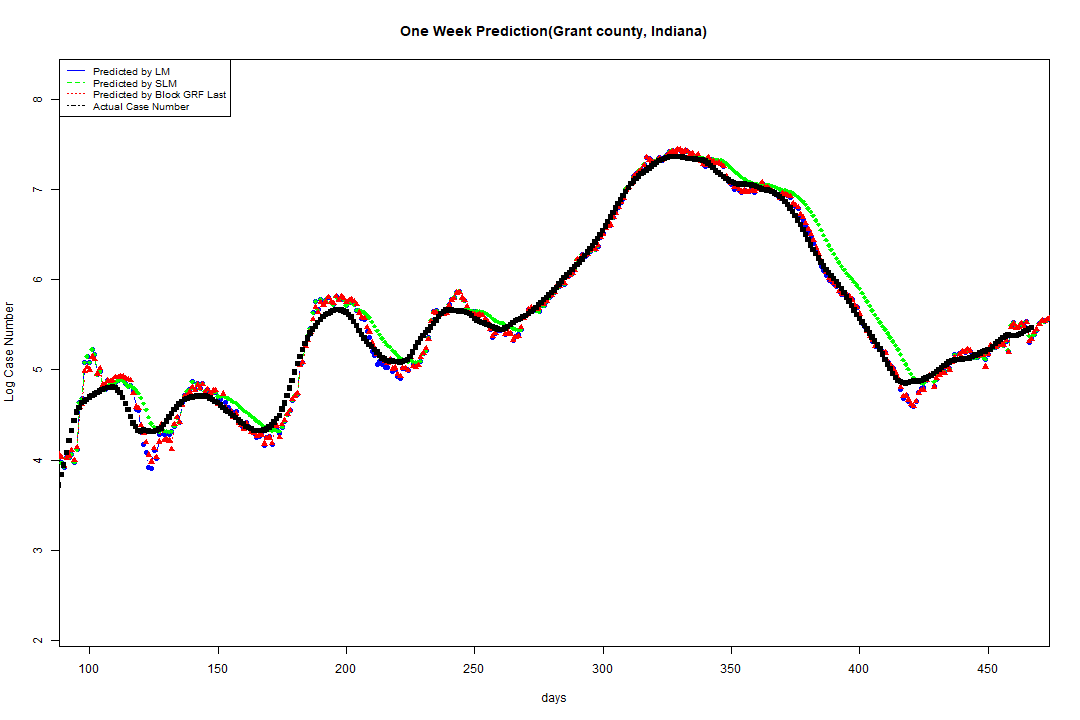 One Week Prediction(Grant county, Indiana)
Predicted by LM
Predicted by SLM
Predicted by Block GRF Last
Actual Case Number
8
7
6
5
4
3
2
Log Case Number
100 150 200 250 300 350 400 450
days